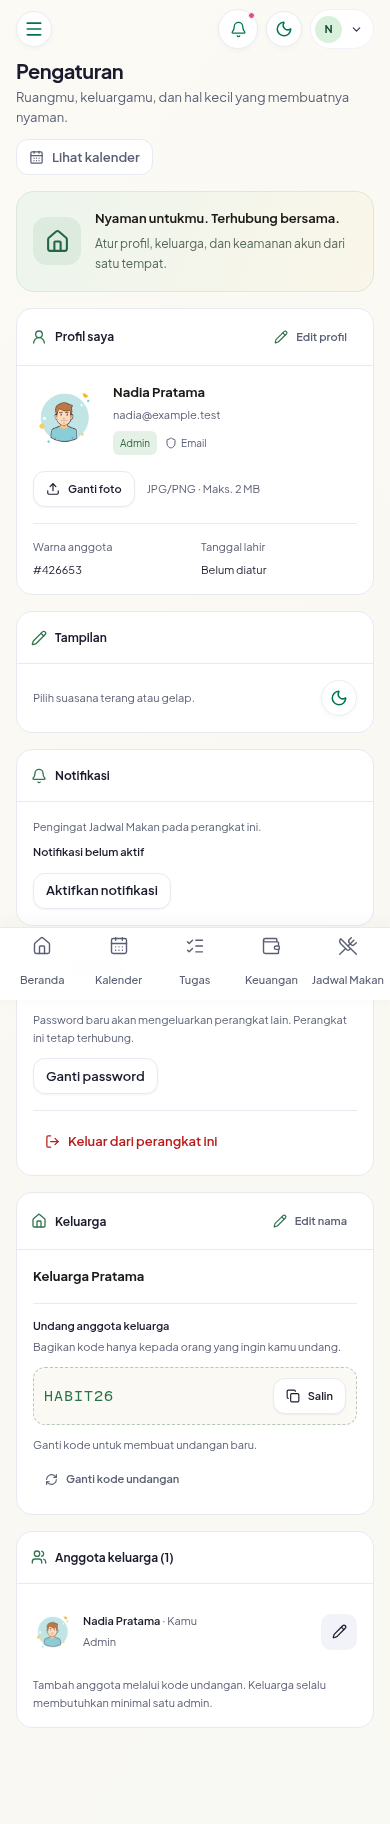 N
Pengaturan
Ruangmu, keluargamu, dan hal kecil yang membuatnya
nyaman.
Lihat kalender
Nyaman untukmu. Terhubung bersama.
Atur profil, keluarga, dan keamanan akun dari
satu tempat.
Profil saya
Edit profil
Nadia Pratama
nadia@example.test
Admin
Email
Ganti foto
JPG/PNG · Maks. 2 MB
Warna anggota
Tanggal lahir
#426653
Belum diatur
Tampilan
Pilih suasana terang atau gelap.
Notifikasi
Pengingat Jadwal Makan pada perangkat ini.
Notifikasi belum aktif
Aktifkan notifikasi
Beranda
Kalender
Tugas
Keuangan
Jadwal Makan
Password baru akan mengeluarkan perangkat lain. Perangkat
ini tetap terhubung.
Ganti password
Keluar dari perangkat ini
Keluarga
Edit nama
Keluarga Pratama
Undang anggota keluarga
Bagikan kode hanya kepada orang yang ingin kamu undang.
HABIT26
Salin
Ganti kode untuk membuat undangan baru.
Ganti kode undangan
Anggota keluarga (1)
Nadia Pratama · Kamu
Admin
Tambah anggota melalui kode undangan. Keluarga selalu
membutuhkan minimal satu admin.